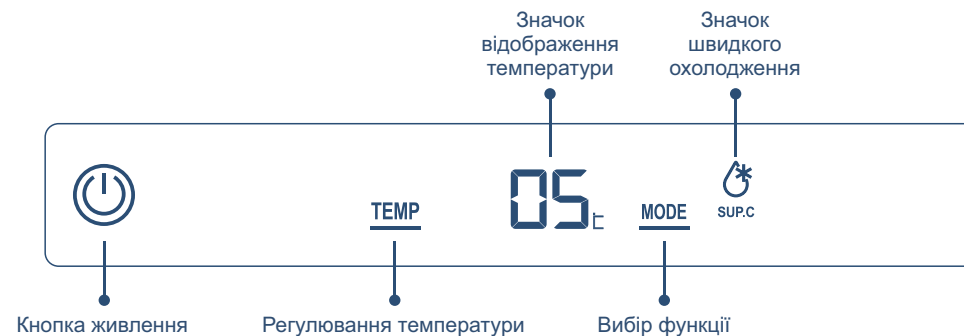 Значок
відображення
температури
Значок
швидкого
охолодження
TEMP
05
℃
MODE
SUP.C
Кнопка живлення
Регулювання температури
Вибір функції